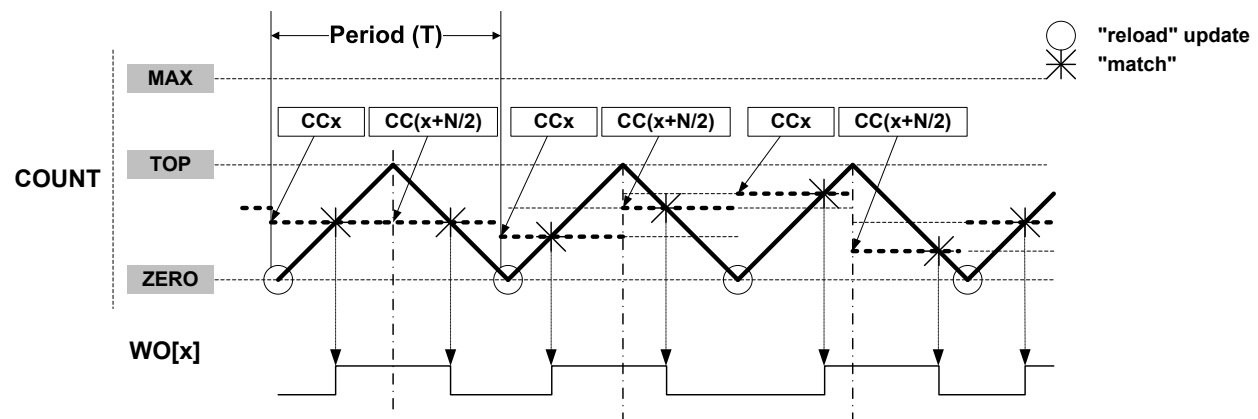 Period (T)
"reload" update
"match"
MAX
CCx
CC(x+N/2)
CCx
CC(x+N/2)
CCx
CC(x+N/2)
TOP
COUNT
ZERO
WO[x]